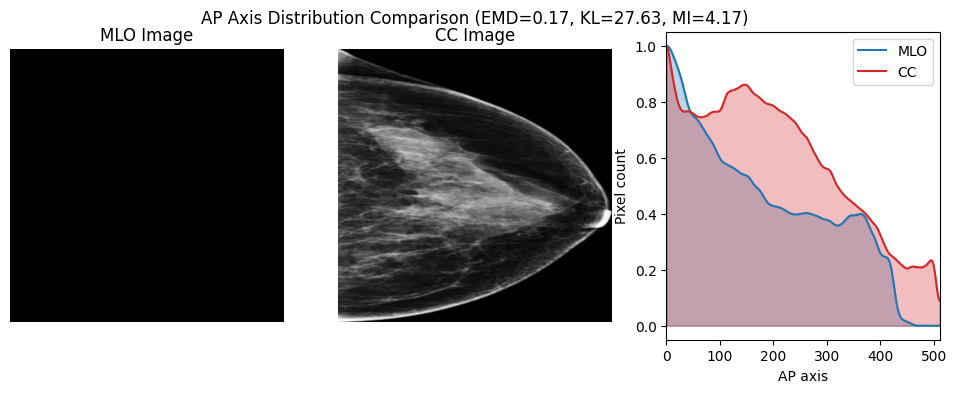 AP Axis Distribution Comparison (EMD=0.17, KL=27.63, MI=4.17)
MLO Image
CC Image
1.0
0.8
0.6
0.4
0.2
0.0
Pixel count
MLO
CC
0 100 200 300 400 500
AP axis